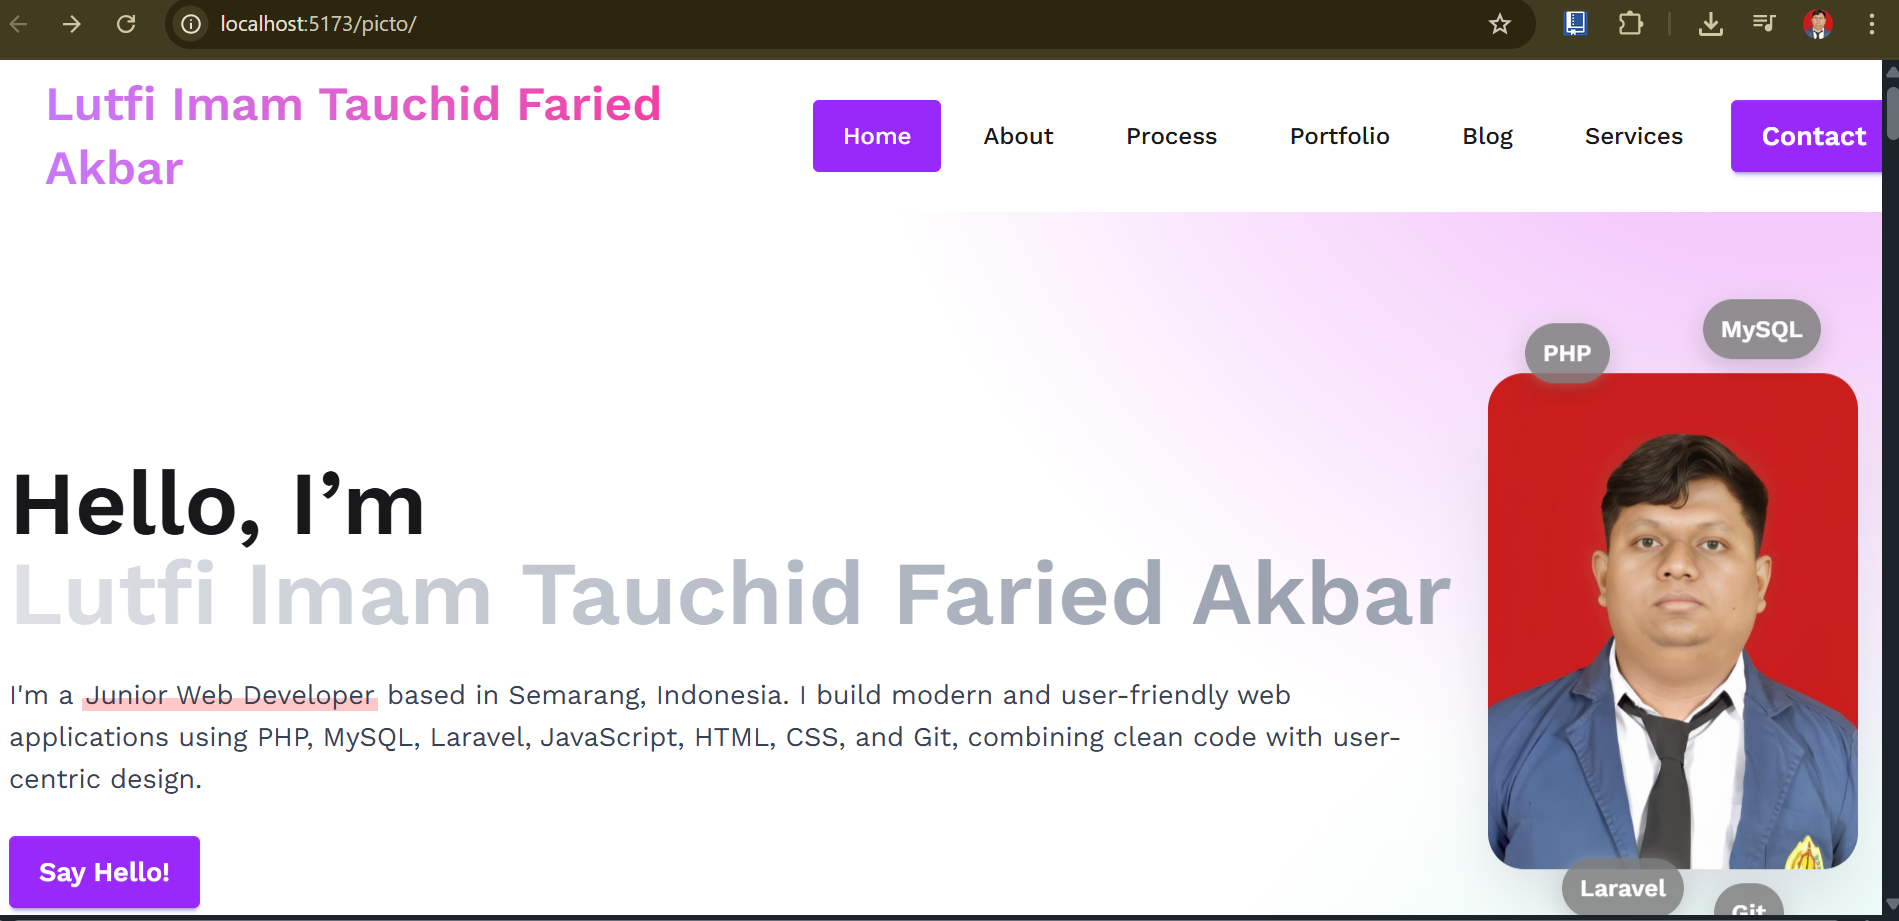 localhost:5173/picto/
Lutfi Imam Tauchid Faried
Akbar
Home
About
Process
Portfolio
Blog
Services
Contact
MySQL
PHP
Hello, I’m
Lutfi Imam Tauchid Faried Akbar
I'm a Junior Web Developer based in Semarang, Indonesia. I build modern and user-friendly web
applications using PHP, MySQL, Laravel, JavaScript, HTML, CSS, and Git, combining clean code with user-
centric design.
Say Hello!
Laravel
Git